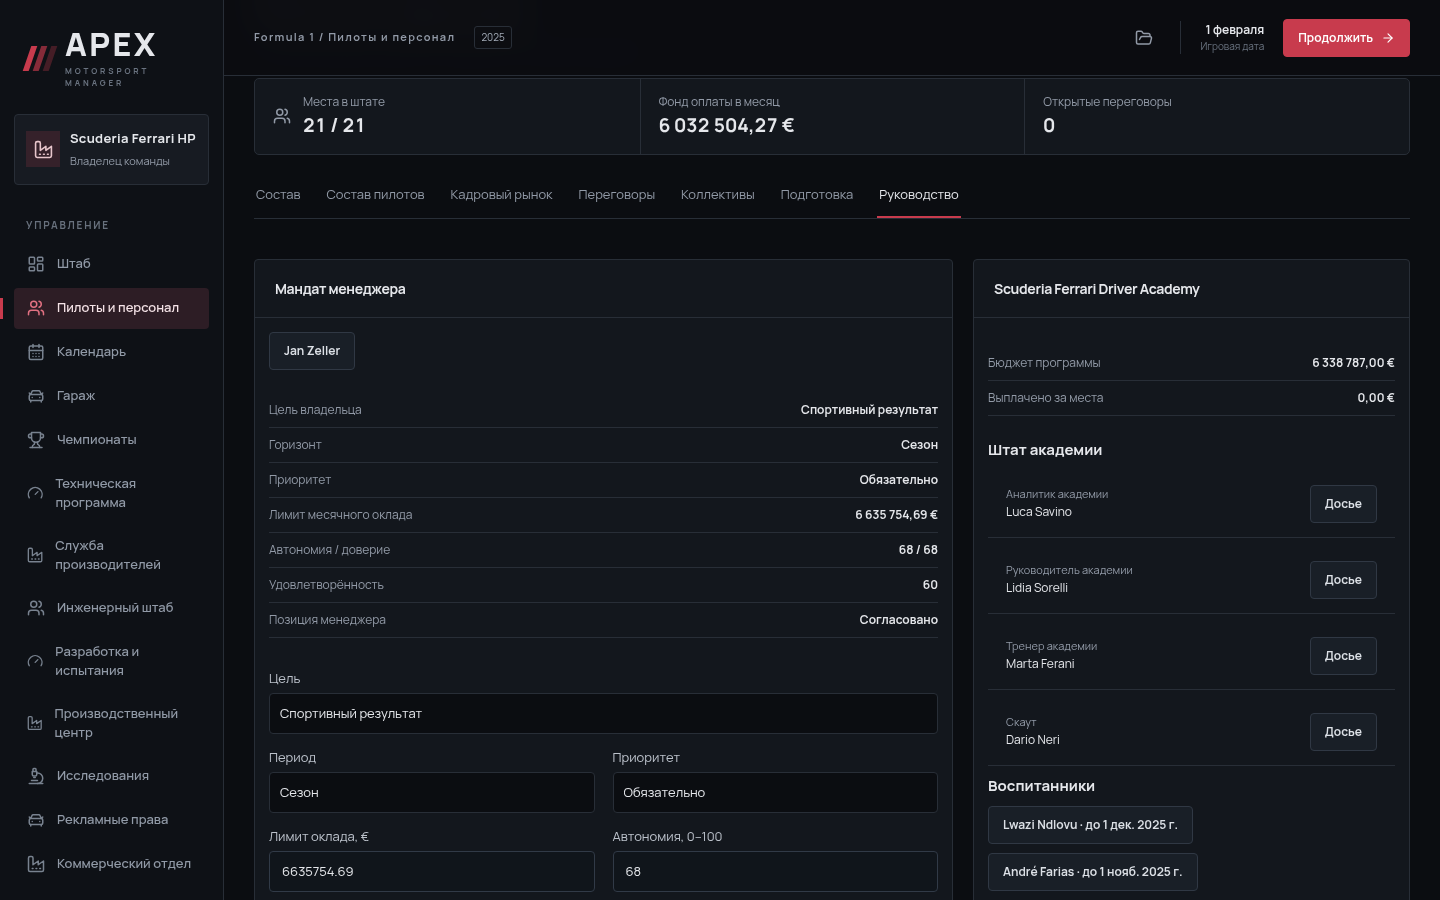 APEX
MOTORSPORT
MANAGER
Scuderia Ferrari HP
Владелец команды
УПРАВЛЕНИЕ
Штаб
Пилоты и персонал
Календарь
Гараж
Чемпионаты
Техническая
программа
Служба
производителей
Инженерный штаб
Разработка и
испытания
Производственный
центр
Исследования
Рекламные права
Коммерческий отдел
Formula 1 / Пилоты и персонал
2025
1 февраля
Игровая дата
Продолжить
Места в штате
21 / 21
Фонд оплаты в месяц
6 032 504,27 €
Открытые переговоры
0
Состав
Состав пилотов
Кадровый рынок
Переговоры
Коллективы
Подготовка
Руководство
Мандат менеджера
Jan Zeller
Цель владельца
Спортивный результат
Горизонт
Сезон
Приоритет
Обязательно
Лимит месячного оклада
6 635 754,69 €
Автономия / доверие
68 / 68
Удовлетворённость
60
Позиция менеджера
Согласовано
Цель
Спортивный результат
Период
Приоритет
Сезон
Обязательно
Лимит оклада, €
Автономия, 0–100
6635754.69
68
Scuderia Ferrari Driver Academy
Бюджет программы
6 338 787,00 €
Выплачено за места
0,00 €
Штат академии
Аналитик академии
Luca Savino
Досье
Руководитель академии
Lidia Sorelli
Досье
Тренер академии
Marta Ferani
Досье
Скаут
Dario Neri
Досье
Воспитанники
Lwazi Ndlovu · до 1 дек. 2025 г.
André Farias · до 1 нояб. 2025 г.